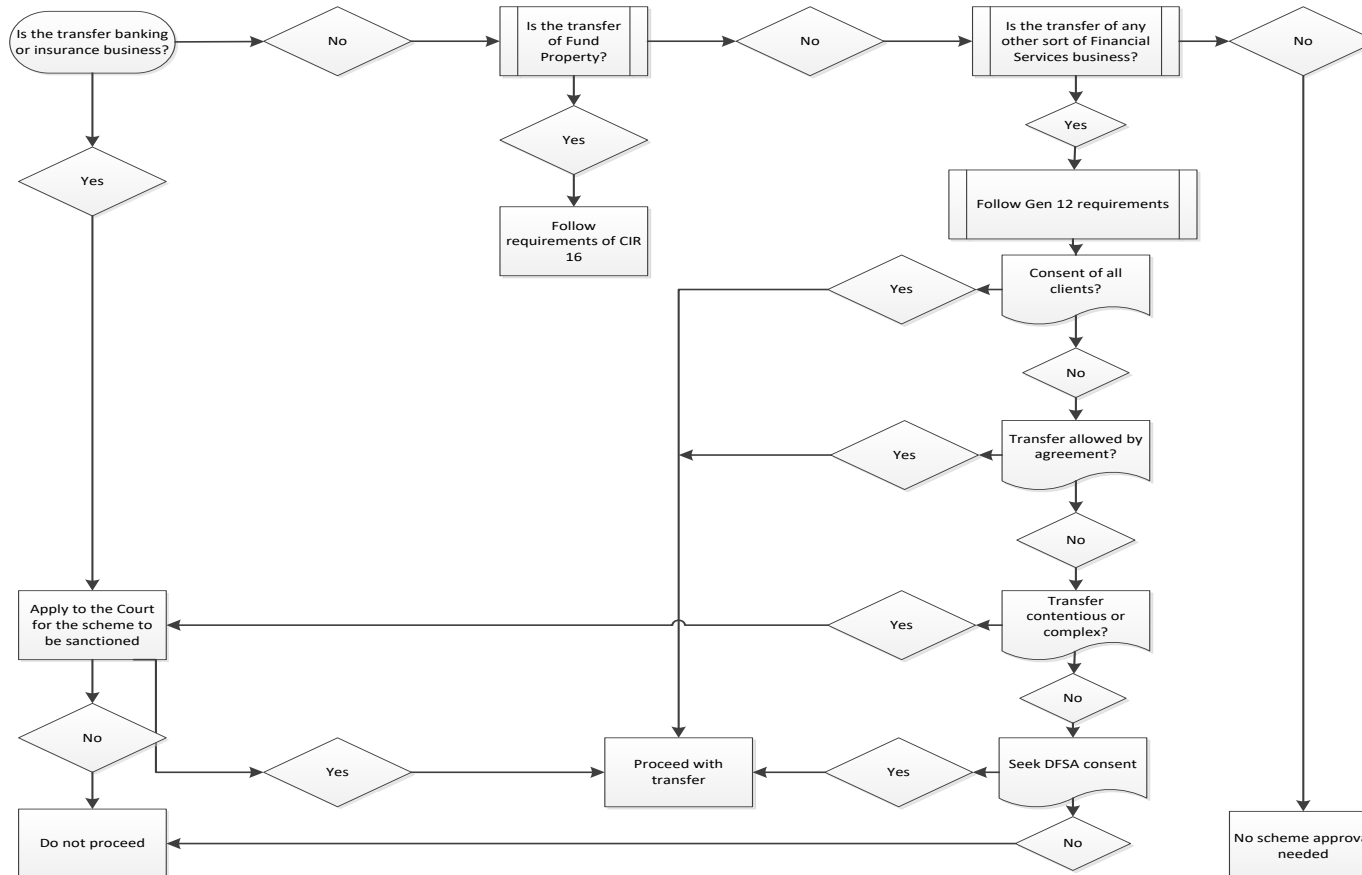 Is the transfer banking
or insurance business?
No
Is the transfer
of Fund
Property?
No
Is the transfer of any
other sort of Financial
Services business?
No
Yes
Yes
Yes
Follow Gen 12 requirements
Follow
requirements of CIR
16
Consent of all
clients?
Yes
No
Transfer allowed by
agreement?
Yes
No
Apply to the Court
for the scheme to
be sanctioned
Yes
Transfer
contentious or
complex?
No
No
Yes
Proceed with
transfer
Yes
Seek DFSA consent
Do not proceed
No
No scheme approva
needed